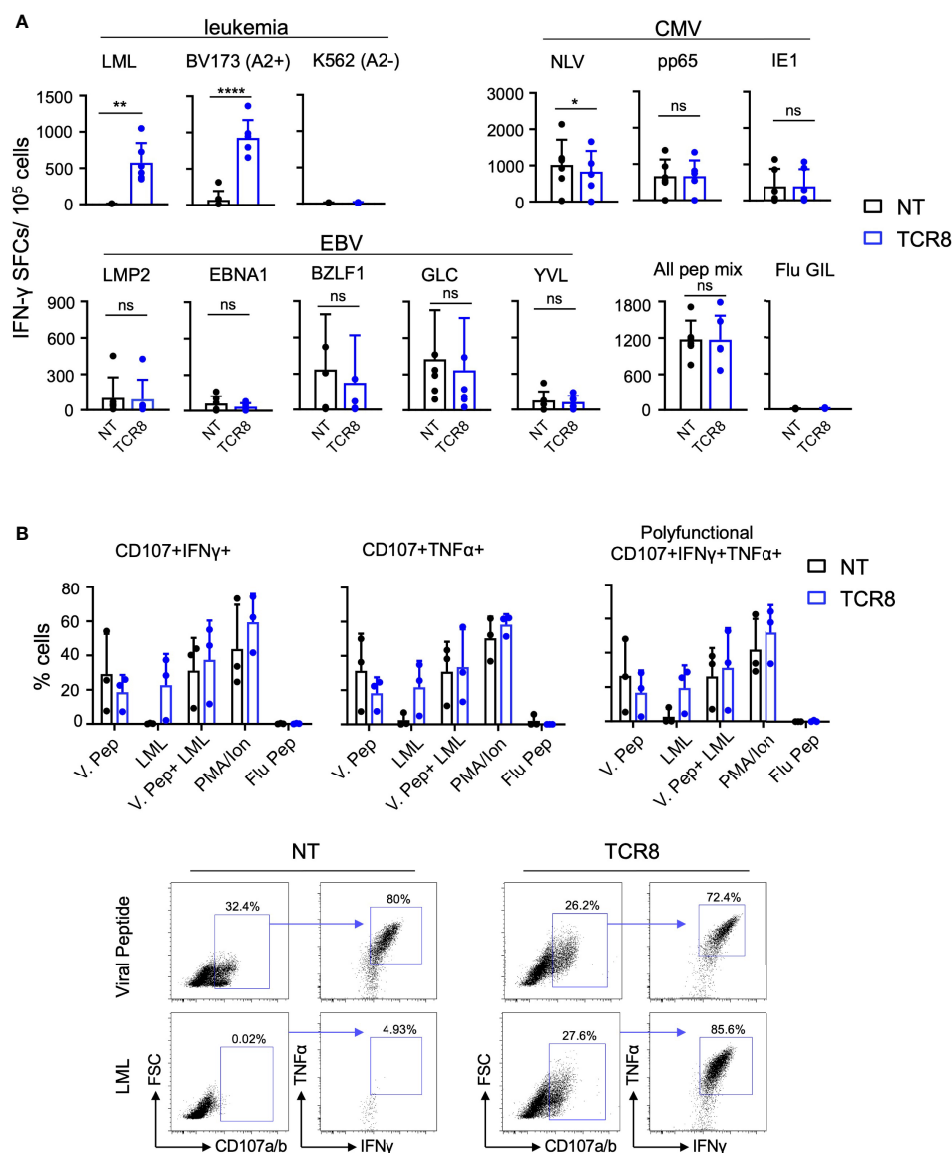 A
leukemia
CMV
LML BV173 (A2+) K562 (A2-)
NLV pp65 IE1
IFN-γ SFCs/ 10⁵ cells
1500
1000
500
0
** ****
3000
2000
1000
0
* ns ns
NT
TCR8
EBV
LMP2 EBNA1 BZLF1 GLC YVL
All pep mix Flu GIL
900
600
300
0
ns ns ns ns ns
1800
1200
600
0
ns
NT TCR8 NT TCR8 NT TCR8 NT TCR8 NT TCR8 NT TCR8 NT TCR8
B
CD107+IFNγ+
CD107+TNFα+
Polyfunctional
CD107+IFNγ+TNFα+
NT
TCR8
% cells
80
60
40
20
0
V. Pep LML V. Pep+ LML PMA/Ion Flu Pep
V. Pep LML V. Pep+ LML PMA/Ion Flu Pep
V. Pep LML V. Pep+ LML PMA/Ion Flu Pep
NT TCR8
Viral Peptide
32.4% 80% 26.2% 72.4%
LML
0.02% 4.93% 27.6% 85.6%
FSC TNFα FSC TNFα
CD107a/b IFNγ CD107a/b IFNγ